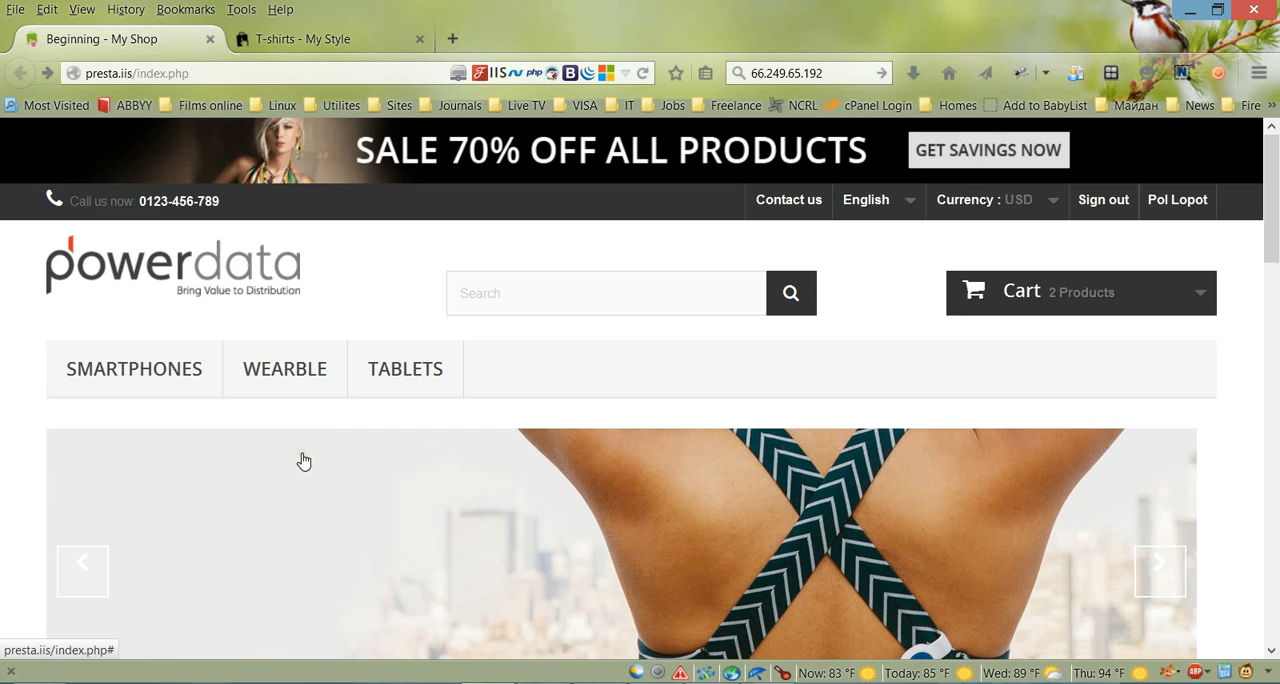 File Edit View History Bookmarks Tools Help
Beginning - My Shop
T-shirts - My Style
presta.iis/index.php
IIS
php
B
66.249.65.192
N
Most Visited ABBYY Films online Linux Utilites Sites Journals Live TV VISA IT Jobs Freelance NCRL cPanel Login Homes Add to BabyList Майдан News Fire »
SALE 70% OFF ALL PRODUCTS
GET SAVINGS NOW
Call us now: 0123-456-789
Contact us English Currency : USD Sign out Pol Lopot
powerdata
Bring Value to Distribution
Search
Cart 2 Products
SMARTPHONES WEARBLE TABLETS
presta.iis/index.php#
Now: 83 °F Today: 85 °F Wed: 89 °F Thu: 94 °F ABP